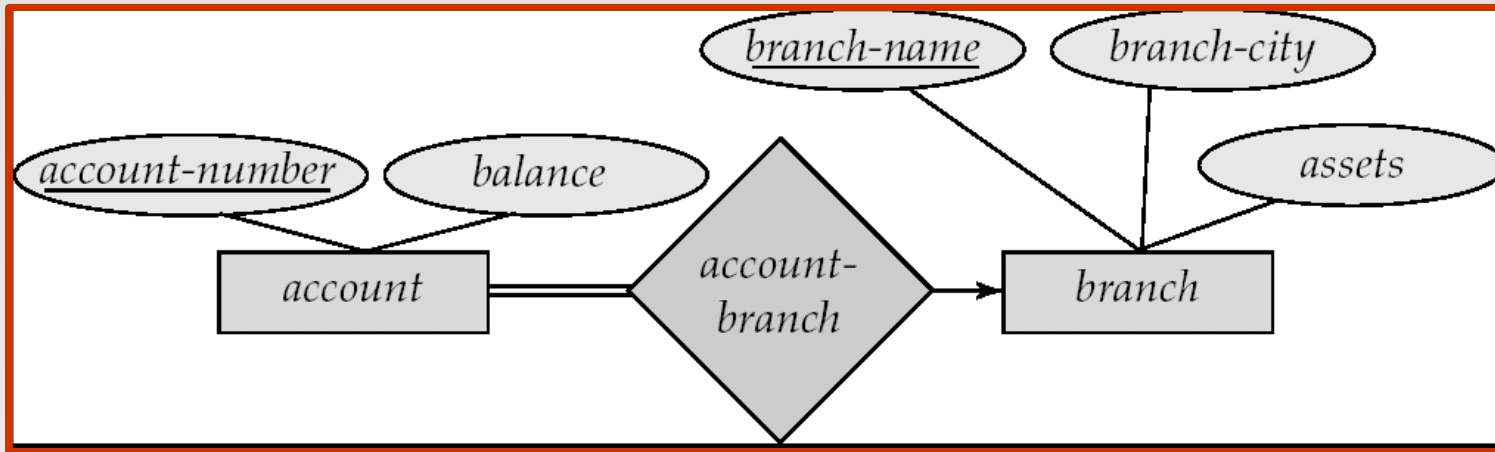 branch-name
branch-city
account-number
balance
assets
account
account-
branch
branch